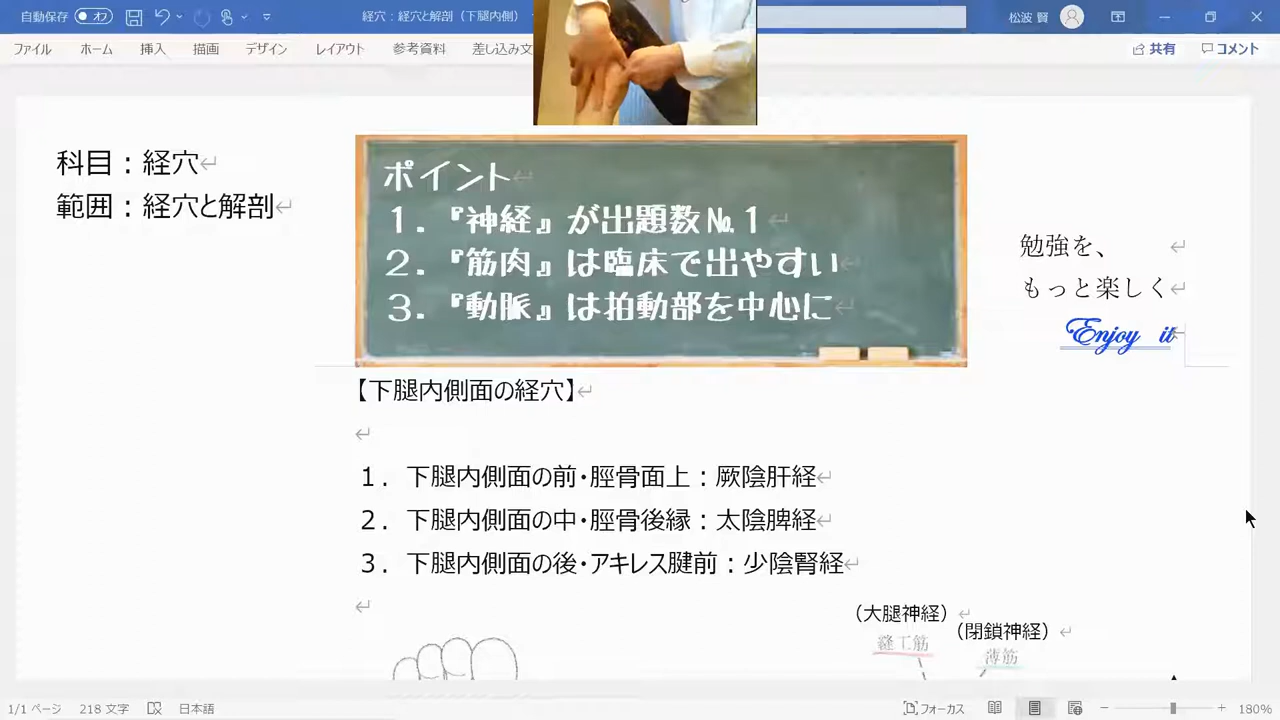 自動保存 オフ
経穴：経穴と解剖（下腿内側）
松波 賢
ファイル ホーム 挿入 描画 デザイン レイアウト 参考資料 差し込み文
共有 コメント
科目：経穴
範囲：経穴と解剖
ポイント
１．『神経』が出題数№１
２．『筋肉』は臨床で出やすい
３．『動脈』は拍動部を中心に
勉強を、
もっと楽しく
Enjoy it
【下腿内側面の経穴】
１．下腿内側面の前・脛骨面上：厥陰肝経
２．下腿内側面の中・脛骨後縁：太陰脾経
３．下腿内側面の後・アキレス腱前：少陰腎経
（大腿神経）
（閉鎖神経）
縫工筋
薄筋
1/1 ページ 218 文字 日本語 フォーカス 180%